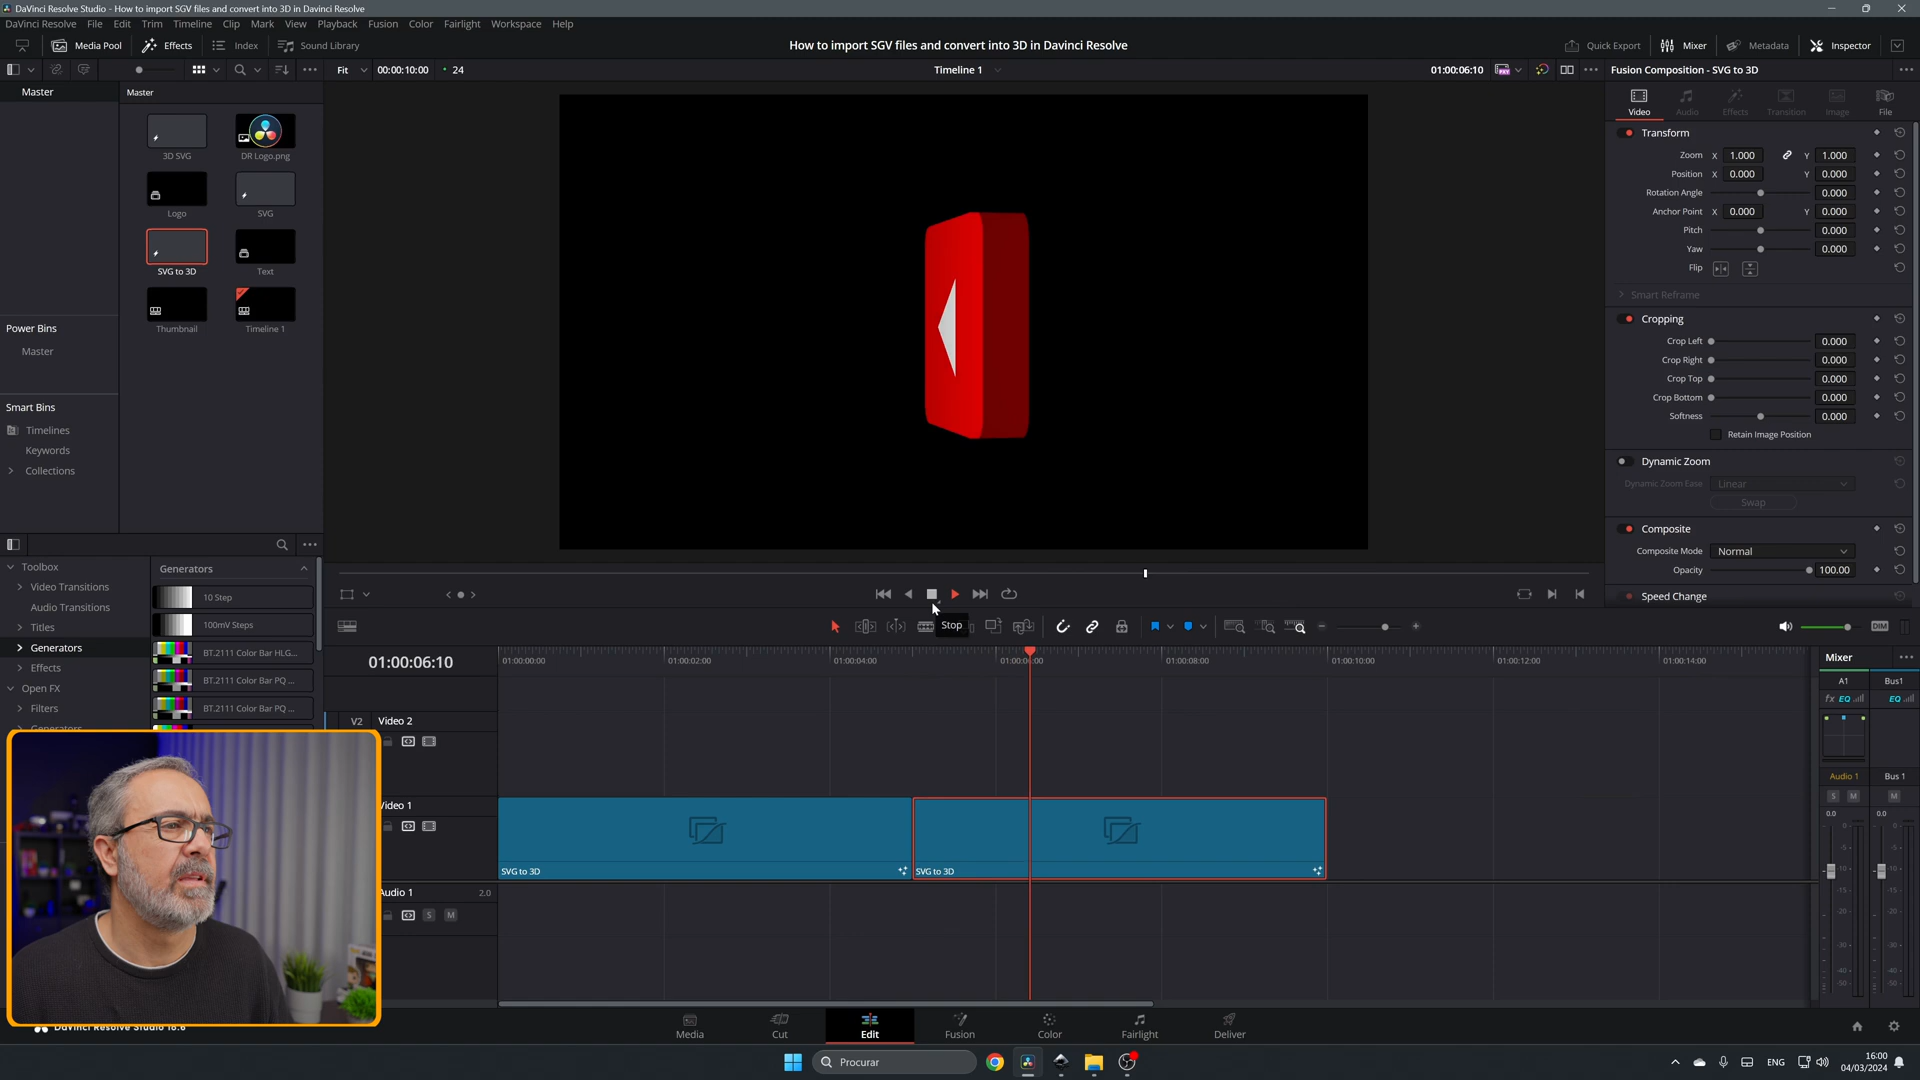 DaVinci Resolve Studio - How to import SGV files and convert into 3D in Davinci Resolve
DaVinci Resolve File Edit Trim Timeline Clip Mark View Playback Fusion Color Fairlight Workspace Help
Media Pool Effects Index Sound Library How to import SGV files and convert into 3D in Davinci Resolve Quick Export Mixer Metadata Inspector
Fit 00:00:10:00 24 Timeline 1 01:00:06:10 Fusion Composition - SVG to 3D
Master Master
Video Audio Effects Transition Image File
3D SVG DR Logo.png
Logo SVG
SVG to 3D Text
Thumbnail Timeline 1
Power Bins
Master
Smart Bins
Timelines
Keywords
Collections
Transform
Zoom X 1.000 Y 1.000
Position X 0.000 Y 0.000
Rotation Angle 0.000
Anchor Point X 0.000 Y 0.000
Pitch 0.000
Yaw 0.000
Flip
Smart Reframe
Cropping
Crop Left 0.000
Crop Right 0.000
Crop Top 0.000
Crop Bottom 0.000
Softness 0.000
Retain Image Position
Dynamic Zoom
Dynamic Zoom Ease Linear
Swap
Composite
Composite Mode Normal
Opacity 100.00
Speed Change
Toolbox
Video Transitions
Audio Transitions
Titles
Generators
Effects
Open FX
Filters
Generators
Generators
10 Step
100mV Steps
BT.2111 Color Bar HLG...
BT.2111 Color Bar PQ ...
BT.2111 Color Bar PQ ...
Stop
DIM
01:00:06:10 01:00:00:00 01:00:02:00 01:00:04:00 01:00:06:00 01:00:08:00 01:00:10:00 01:00:12:00 01:00:14:00
V2 Video 2
Video 1
SVG to 3D SVG to 3D
Audio 1 2.0
S M
Mixer
A1 Bus1
fx EQ EQ
Audio 1 Bus 1
S M M
0.0 0.0
DaVinci Resolve Studio 18.6
Media Cut Edit Fusion Color Fairlight Deliver
Procurar
ENG
16:00
04/03/2024